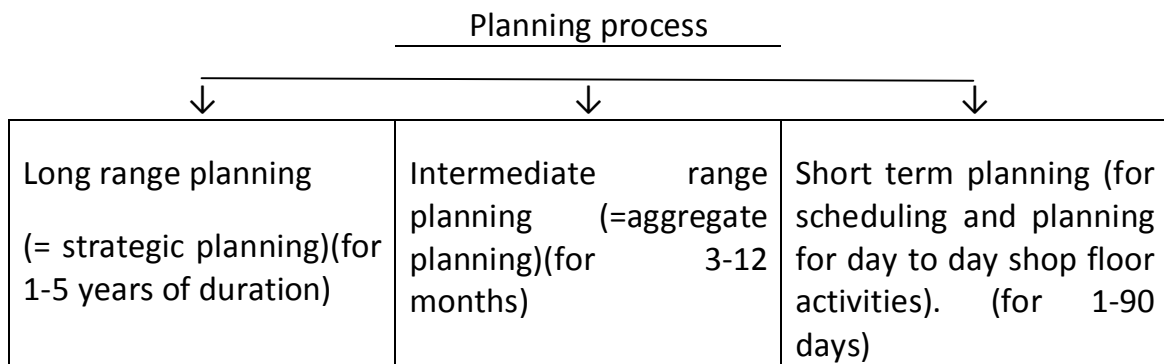 Planning process
Long range planning
(= strategic planning)(for
1-5 years of duration)
Intermediate range
planning (=aggregate
planning)(for 3-12
months)
Short term planning (for
scheduling and planning
for day to day shop floor
activities). (for 1-90
days)